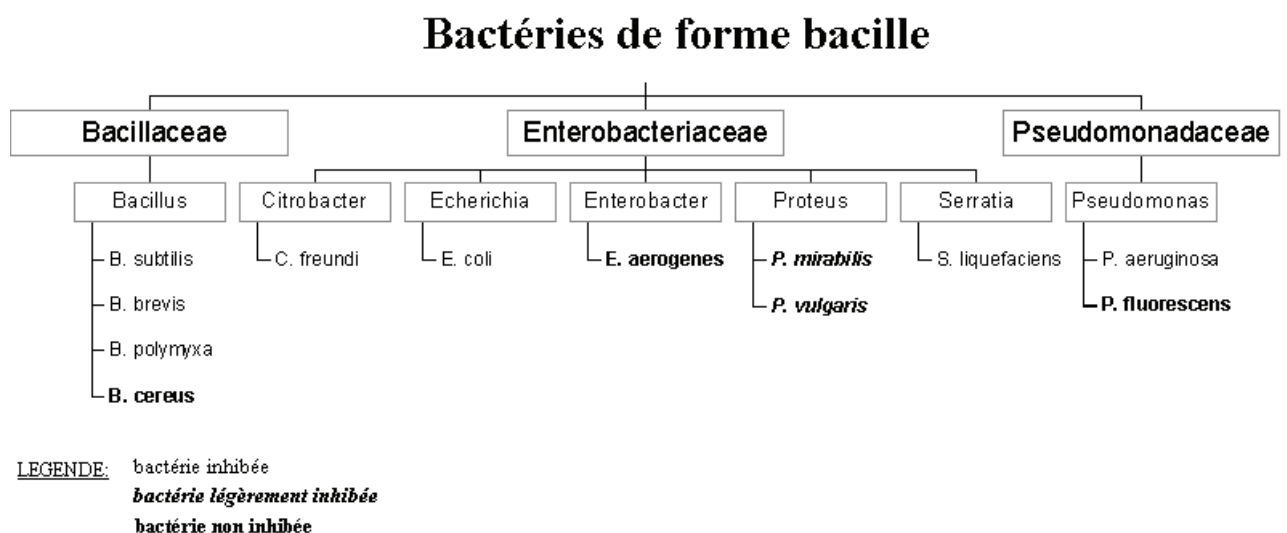 Bactéries de forme bacille
Bacillaceae Enterobacteriaceae Pseudomonadaceae
Bacillus Citrobacter Echerichia Enterobacter Proteus Serratia Pseudomonas
B. subtilis C. freundi E. coli E. aerogenes P. mirabilis S. liquefaciens P. aeruginosa
B. brevis P. vulgaris P. fluorescens
B. polymyxa
B. cereus
LEGENDE: bactérie inhibée
bactérie légèrement inhibée
bactérie non inhibée